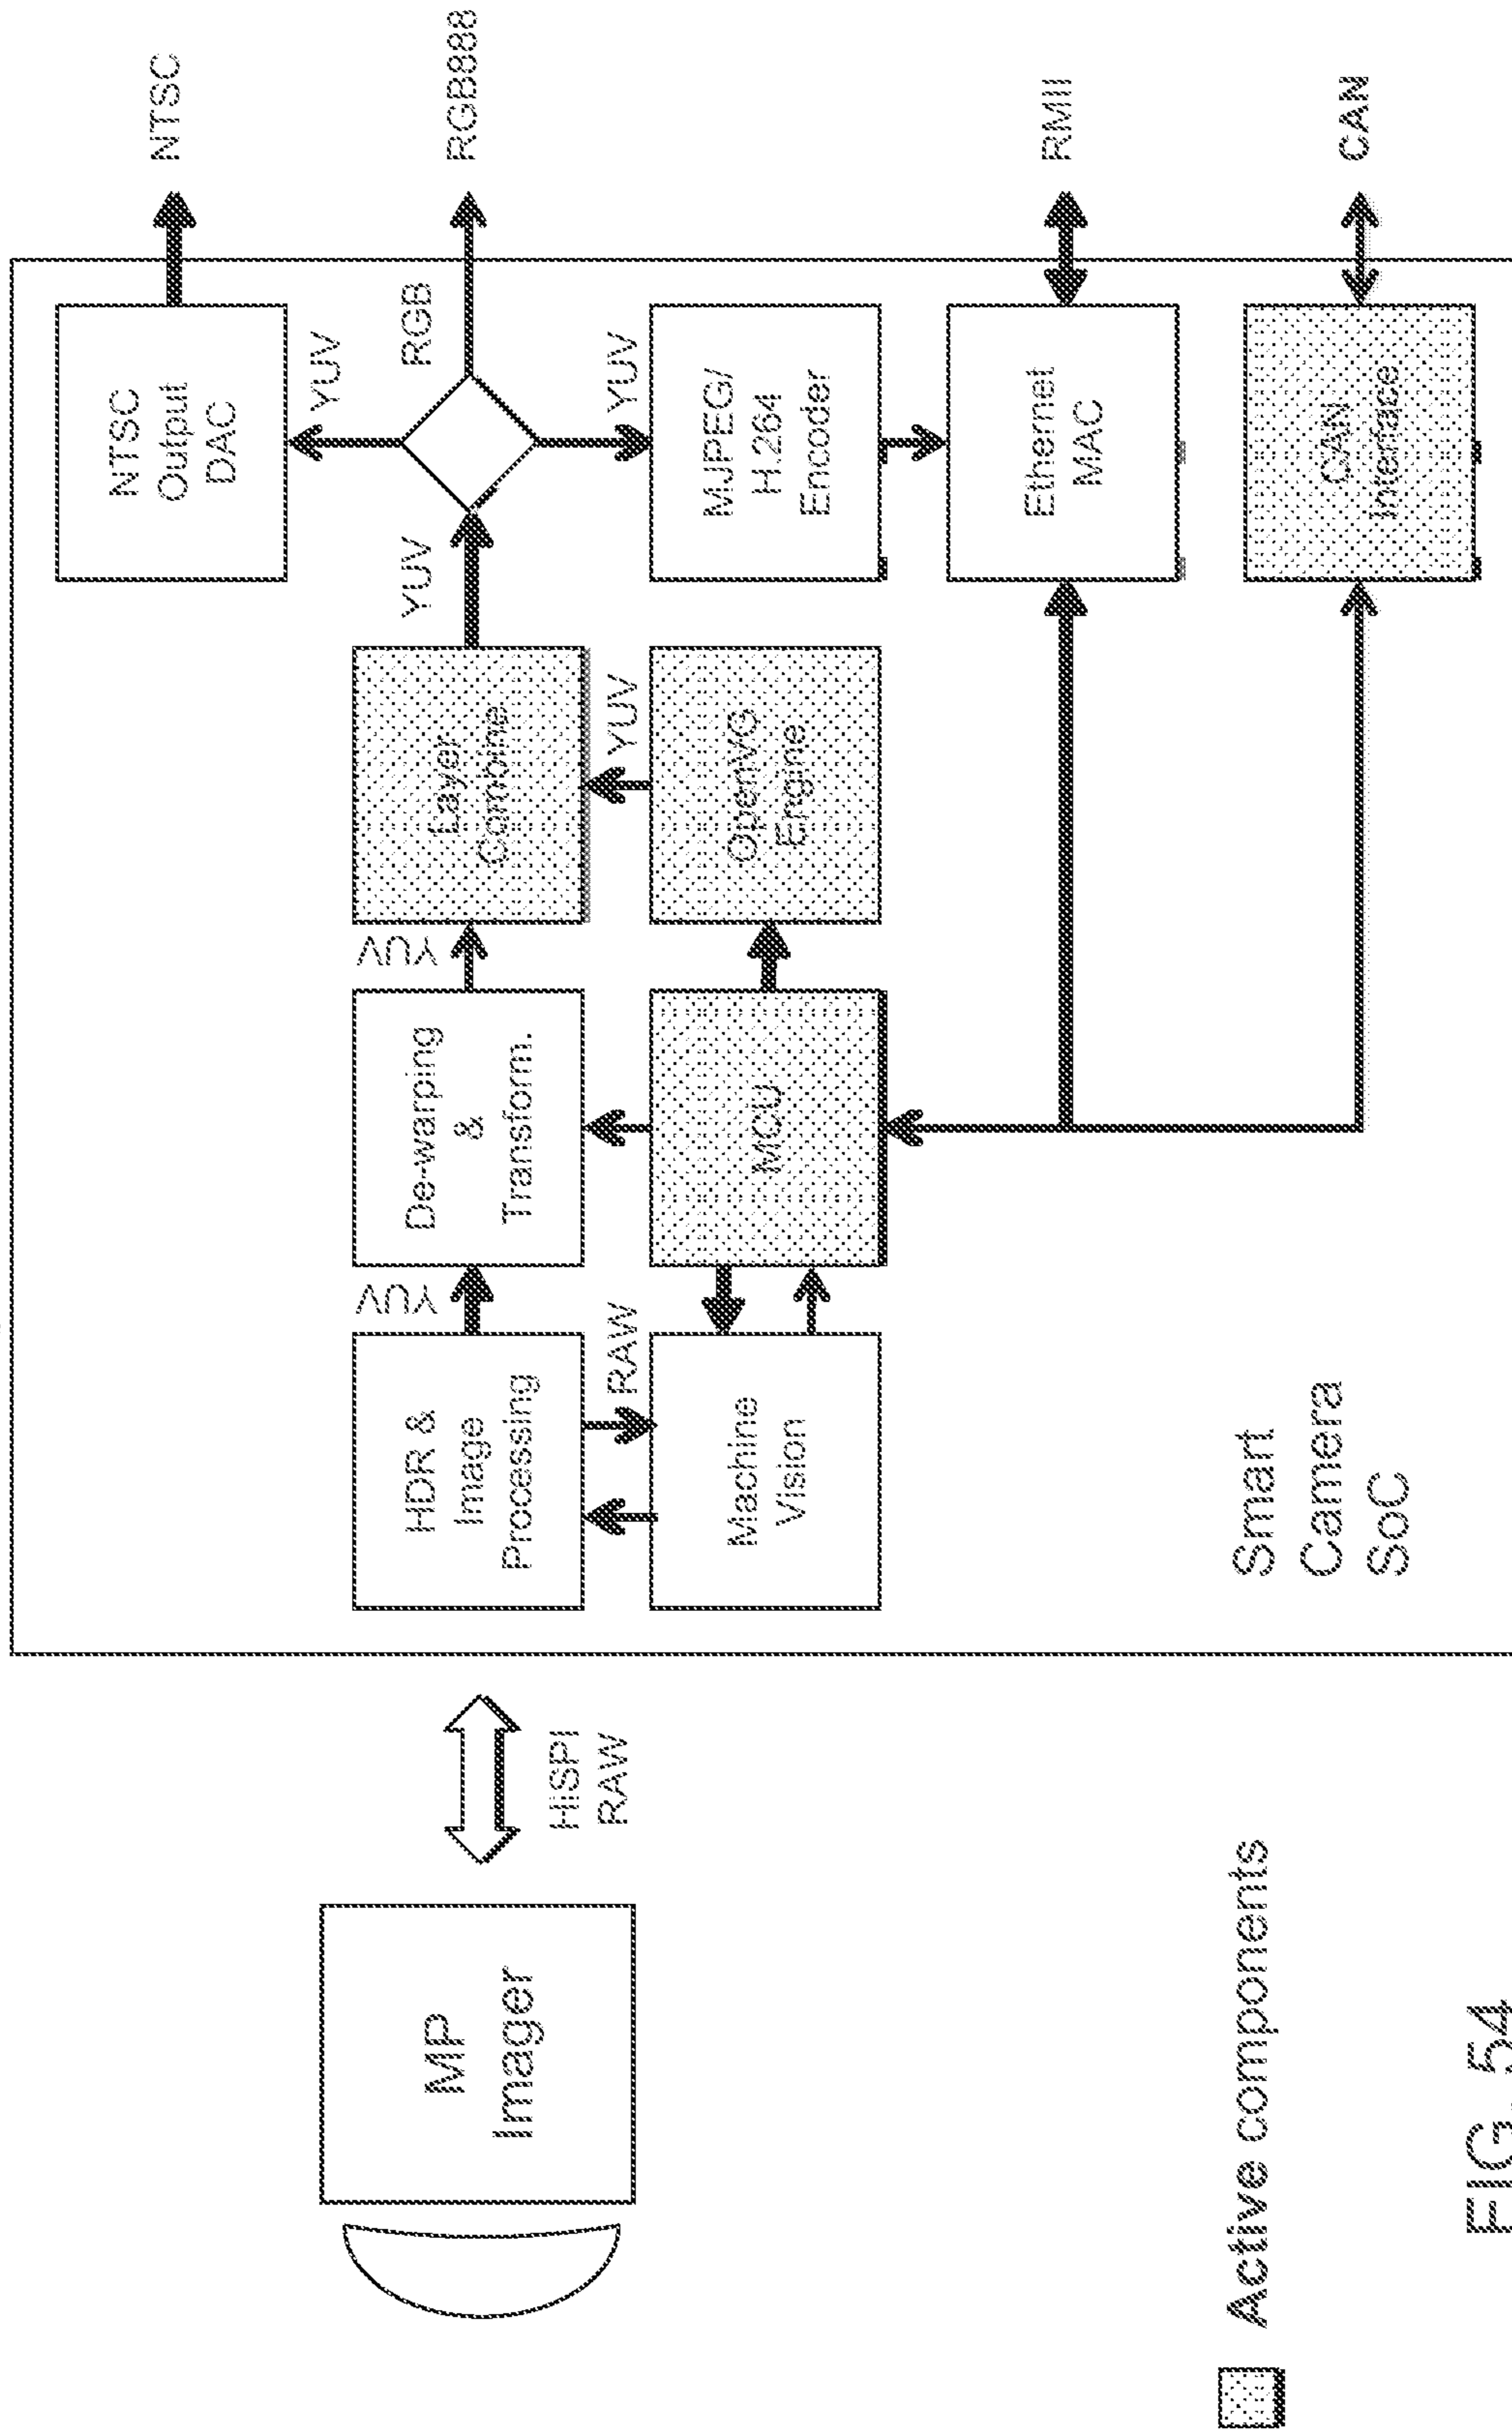 NTSC
Output
DAC
NTSC
YUV
HDR &
Image
Processing
YUV
De-warping
&
Transform.
YUV
Layer
Combine
YUV
RGB
RGB888
MP
Imager
HiSPI
RAW
RAW
YUV
YUV
Machine
Vision
MCU
OpenVG
Engine
MJPEG/
H.264
Encoder
Ethernet
MAC
RMII
Smart
Camera
SoC
CAN
Interface
CAN
Active components
FIG. 54